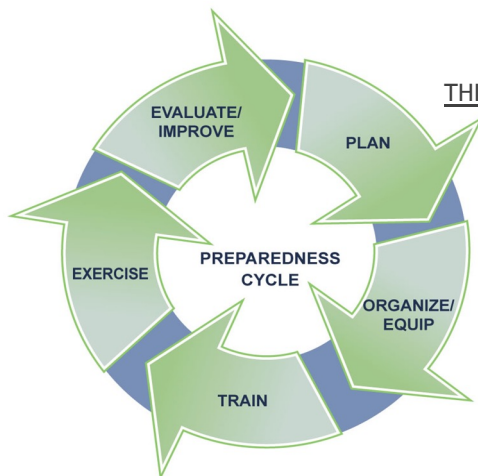 EVALUATE/
IMPROVE
PLAN
ORGANIZE/
EQUIP
TRAIN
EXERCISE
PREPAREDNESS
CYCLE